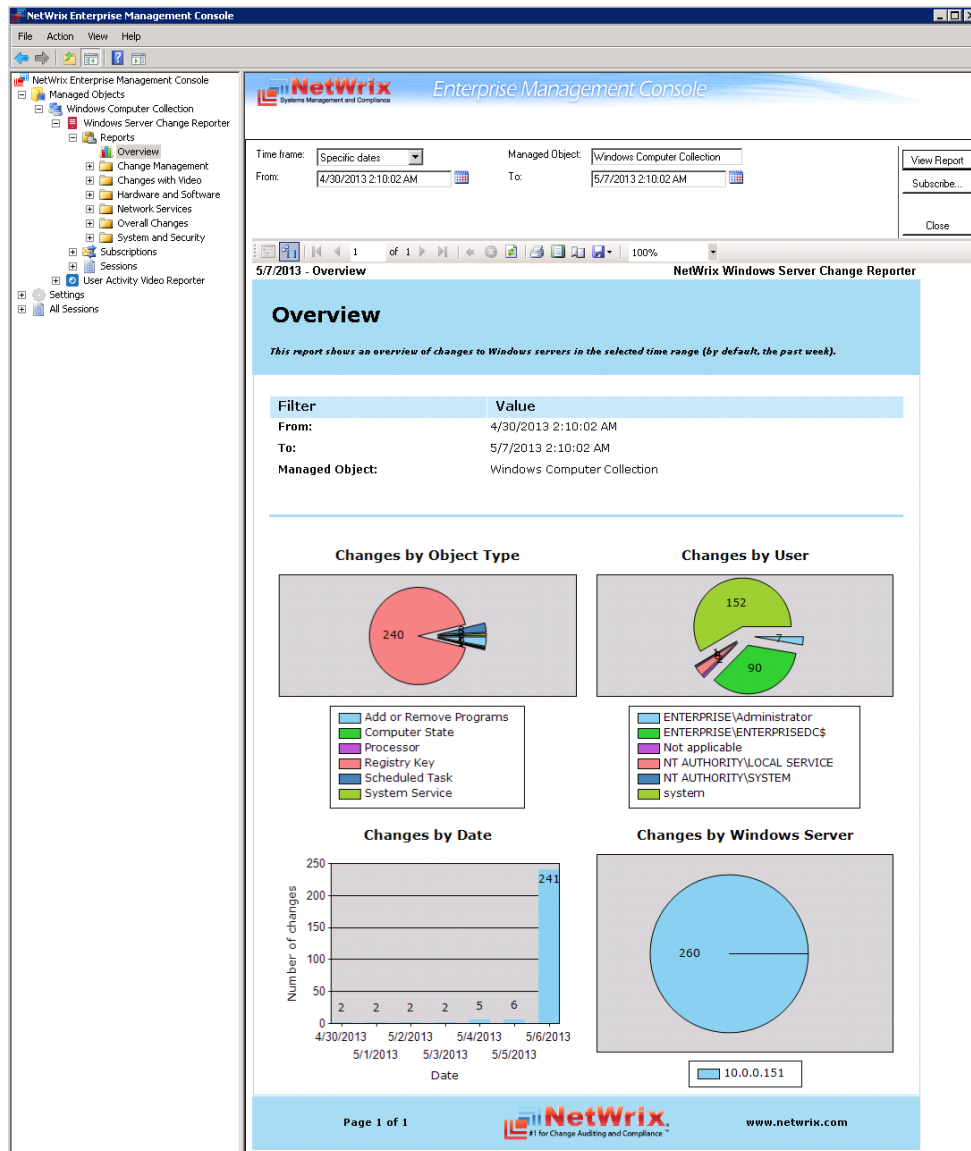 NetWrix Enterprise Management Console
File Action View Help
NetWrix Enterprise Management Console
Managed Objects
Windows Computer Collection
Windows Server Change Reporter
Reports
Overview
Change Management
Changes with Video
Hardware and Software
Network Services
Overall Changes
System and Security
Subscriptions
Sessions
User Activity Video Reporter
Settings
All Sessions
NetWrix
Systems Management and Compliance
Enterprise Management Console
Time frame: Specific dates Managed Object: Windows Computer Collection
From: 4/30/2013 2:10:02 AM To: 5/7/2013 2:10:02 AM
View Report
Subscribe...
Close
1 of 1 100%
5/7/2013 - Overview NetWrix Windows Server Change Reporter
Overview
This report shows an overview of changes to Windows servers in the selected time range (by default, the past week).
Filter Value
From: 4/30/2013 2:10:02 AM
To: 5/7/2013 2:10:02 AM
Managed Object: Windows Computer Collection
Changes by Object Type
240
Add or Remove Programs
Computer State
Processor
Registry Key
Scheduled Task
System Service
Changes by User
152
7
90
ENTERPRISE\Administrator
ENTERPRISE\ENTERPRISEDC$
Not applicable
NT AUTHORITY\LOCAL SERVICE
NT AUTHORITY\SYSTEM
system
Changes by Date
Number of changes
250
200
150
100
50
0
2 2 2 2 5 6 241
4/30/2013 5/2/2013 5/4/2013 5/6/2013
5/1/2013 5/3/2013 5/5/2013
Date
Changes by Windows Server
260
10.0.0.151
Page 1 of 1
NetWrix.
#1 for Change Auditing and Compliance ™
www.netwrix.com